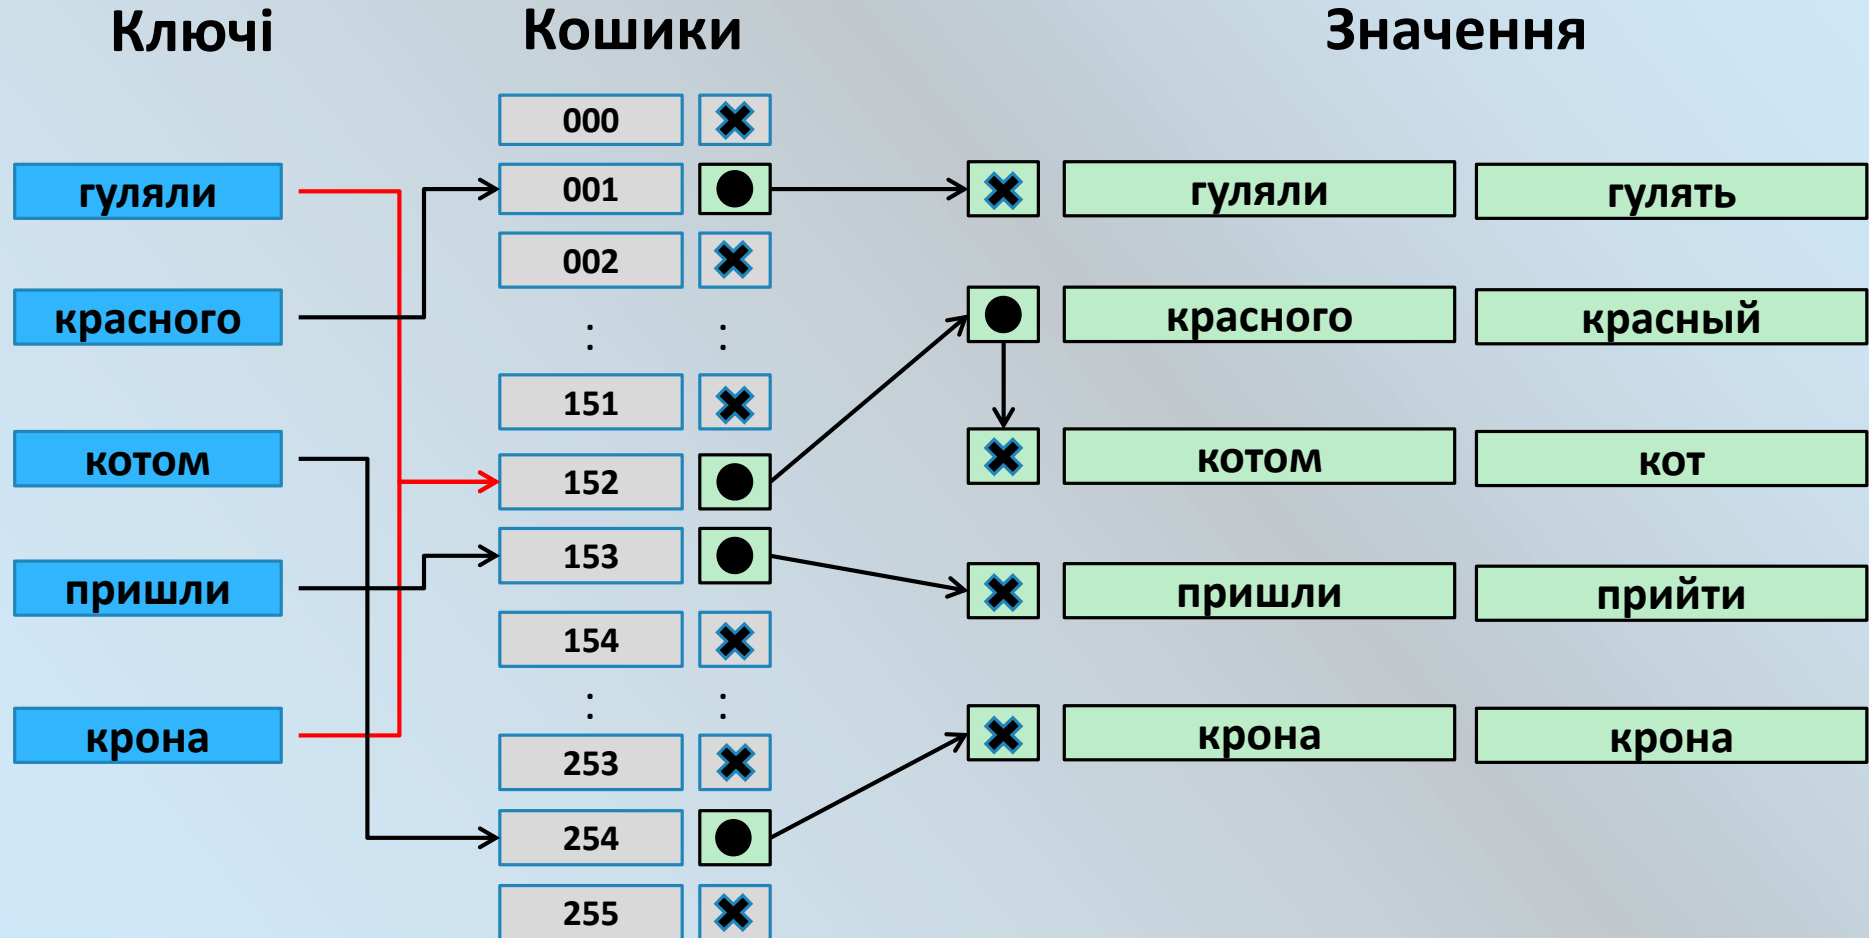 Ключі
Кошики
Значення
гуляли
красного
котом
пришли
крона
000
001
002
:
:
151
152
153
154
:
:
253
254
255
гуляли гулять
красного красный
котом кот
пришли прийти
крона крона